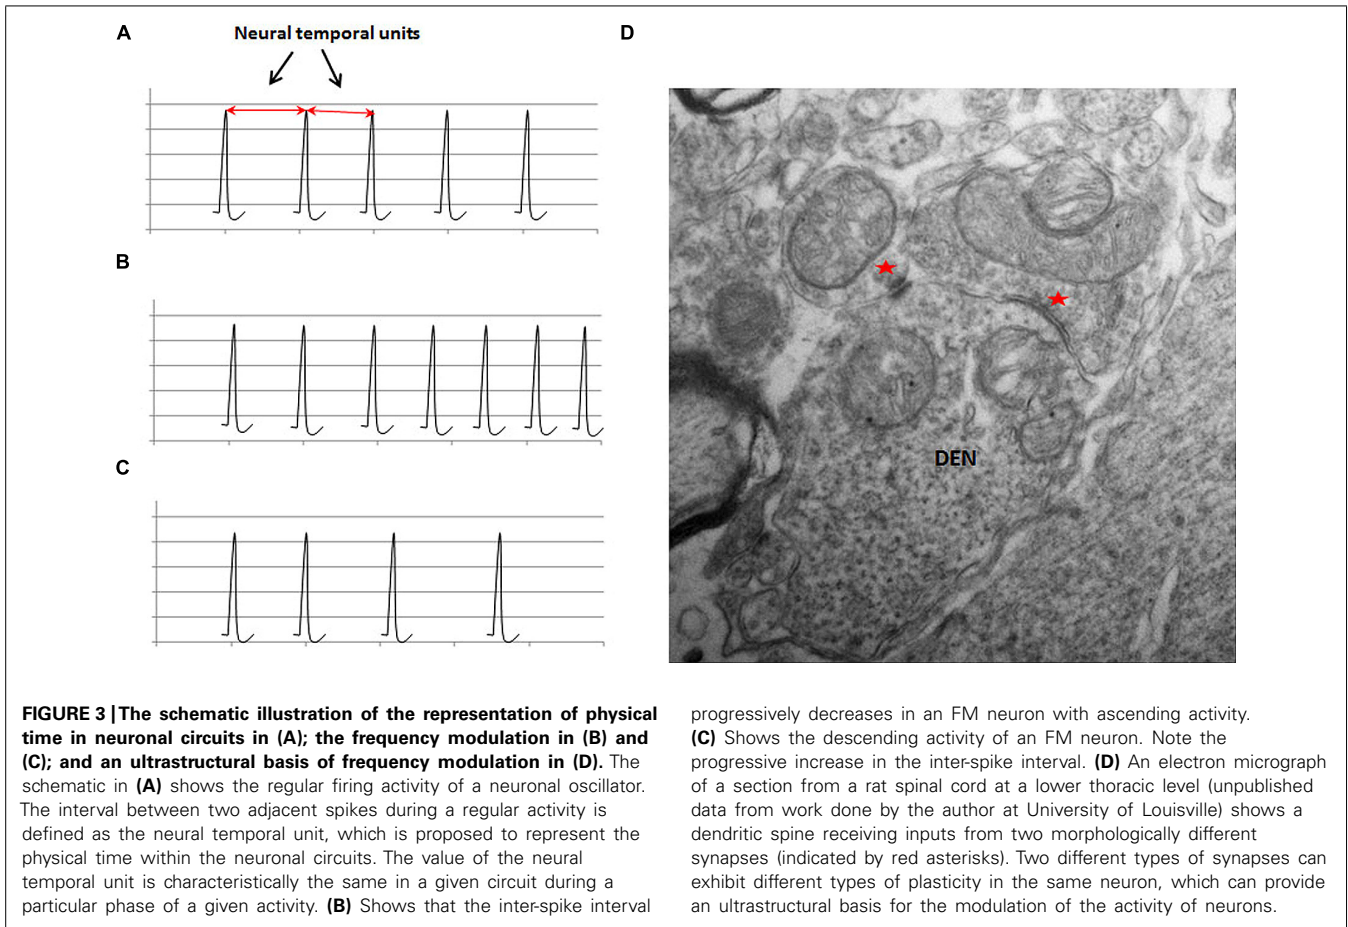 A
Neural temporal units
B
C
D
DEN
FIGURE 3 | The schematic illustration of the representation of physical
time in neuronal circuits in (A); the frequency modulation in (B) and
(C); and an ultrastructural basis of frequency modulation in (D). The
schematic in (A) shows the regular firing activity of a neuronal oscillator.
The interval between two adjacent spikes during a regular activity is
defined as the neural temporal unit, which is proposed to represent the
physical time within the neuronal circuits. The value of the neural
temporal unit is characteristically the same in a given circuit during a
particular phase of a given activity. (B) Shows that the inter-spike interval
progressively decreases in an FM neuron with ascending activity.
(C) Shows the descending activity of an FM neuron. Note the
progressive increase in the inter-spike interval. (D) An electron micrograph
of a section from a rat spinal cord at a lower thoracic level (unpublished
data from work done by the author at University of Louisville) shows a
dendritic spine receiving inputs from two morphologically different
synapses (indicated by red asterisks). Two different types of synapses can
exhibit different types of plasticity in the same neuron, which can provide
an ultrastructural basis for the modulation of the activity of neurons.